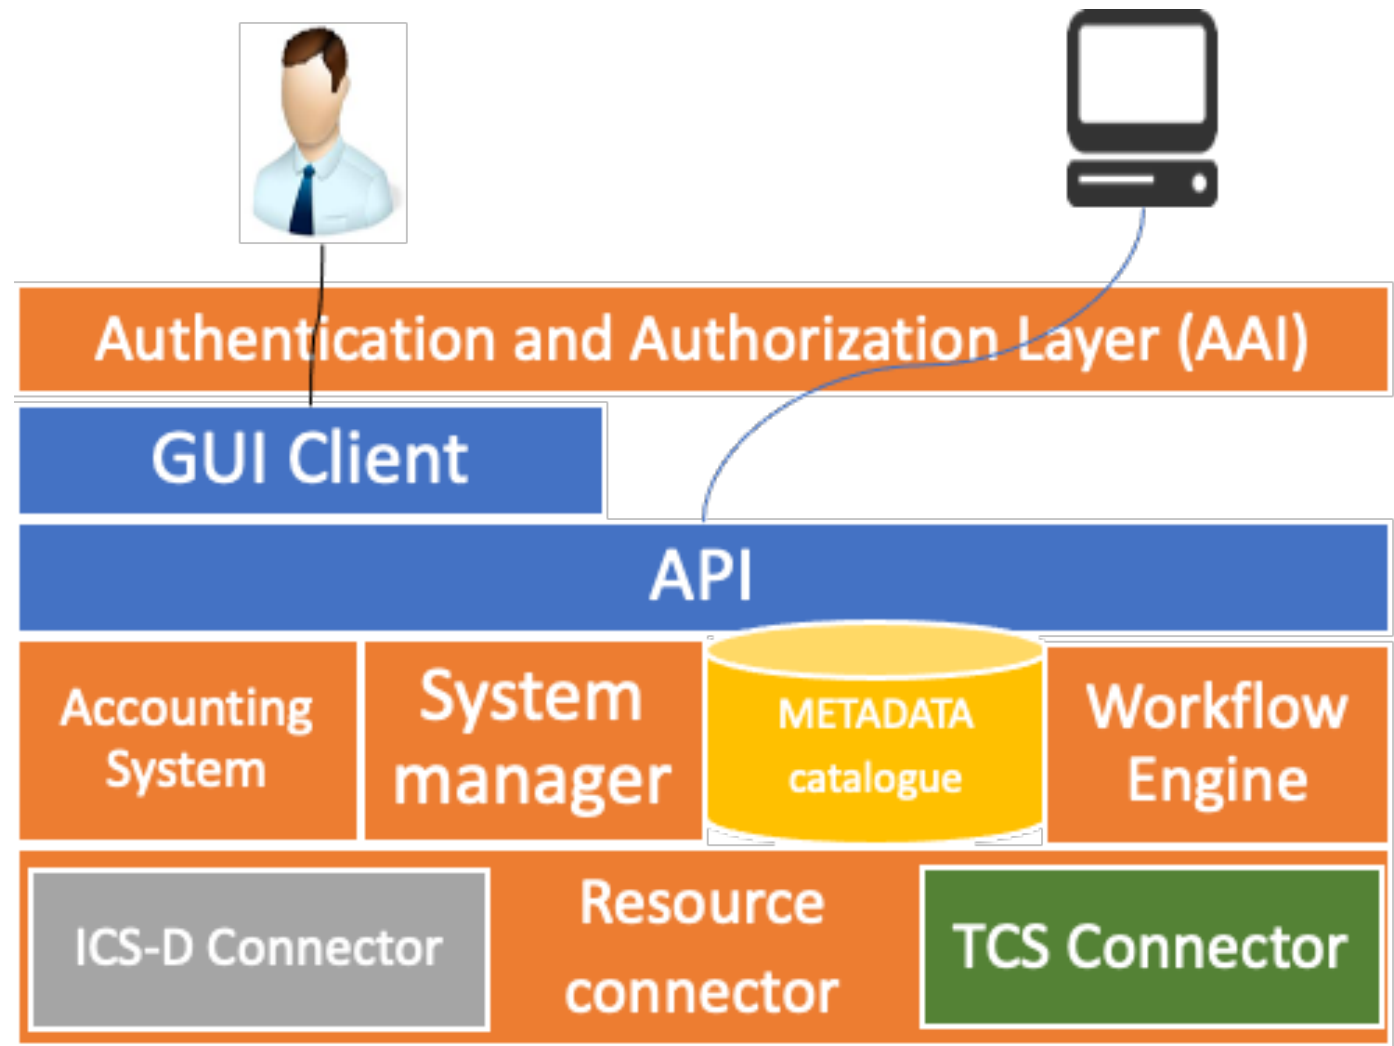 Authentication and Authorization Layer (AAI)
GUI Client
API
Accounting
System
System
manager
METADATA
catalogue
Workflow
Engine
ICS-D Connector
Resource
connector
TCS Connector